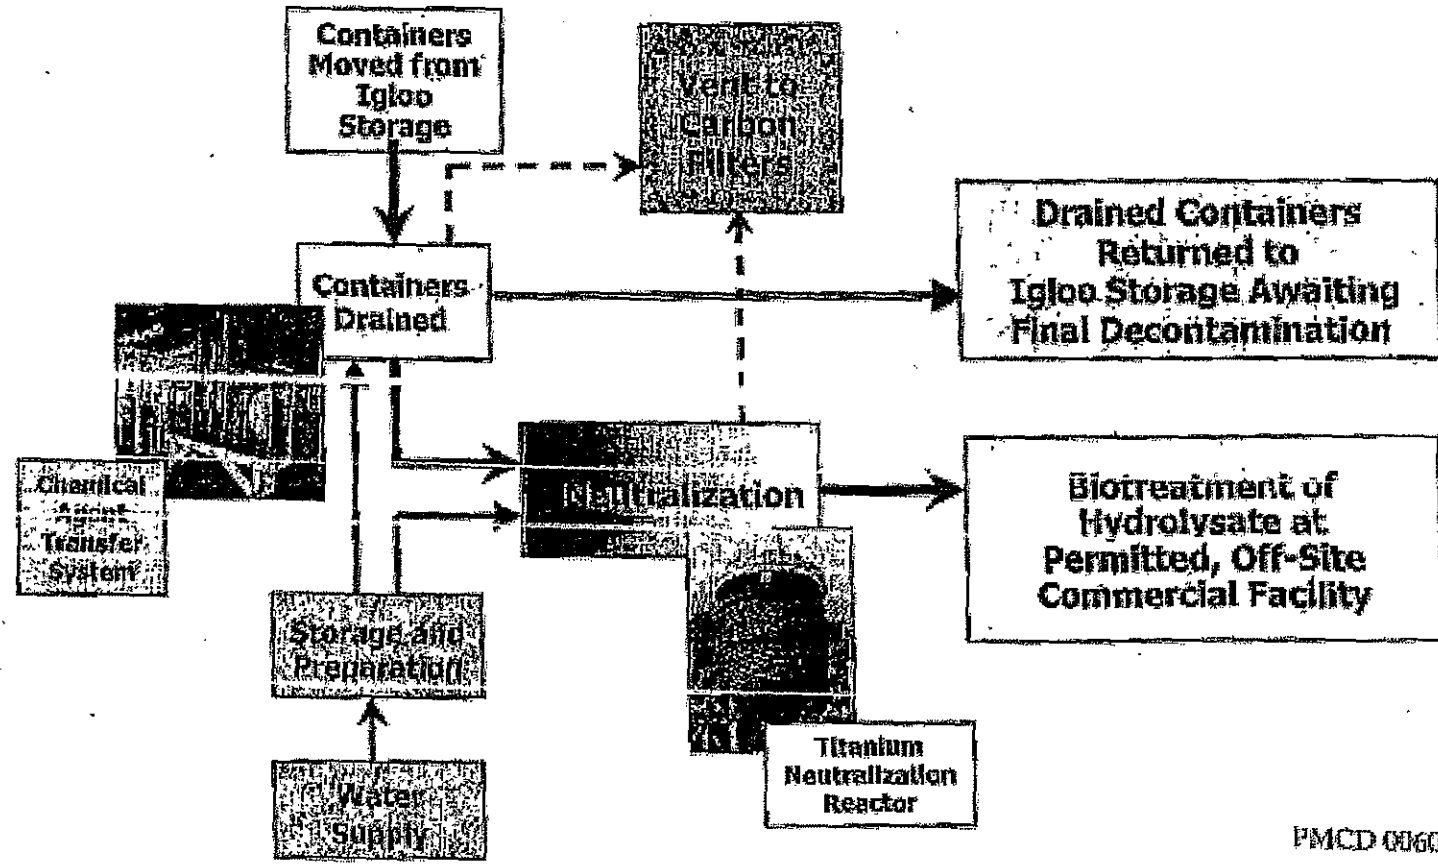 Containers
Moved from
Igloo
Storage
Vent to
Carbon
Filters
Drained Containers
Returned to
Igloo Storage Awaiting
Final Decontamination
Containers
Drained
Chemical
Agent
Transfer
System
Neutralization
Biotreatment of
Hydrolysate at
Permitted, Off-Site
Commercial Facility
Storage and
Preparation
Titanium
Neutralization
Reactor
Water
Supply
PMCD